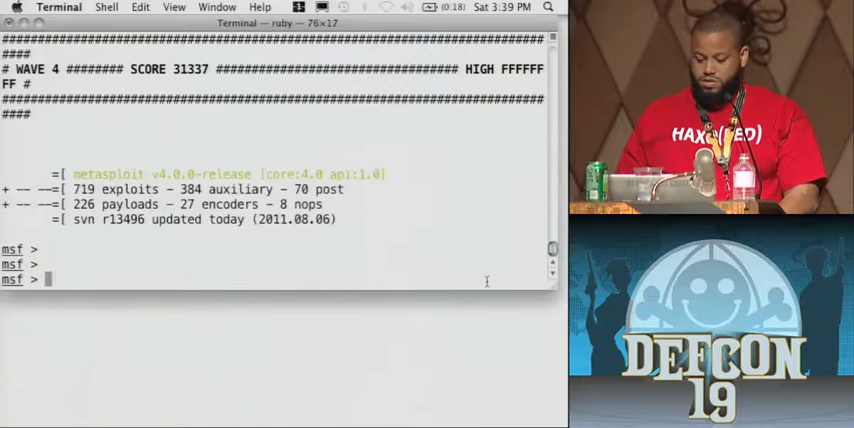 Terminal Shell Edit View Window Help (0:18) Sat 3:39 PM
Terminal — ruby — 76×17
############################################################################
####
# WAVE 4 ######## SCORE 31337 ################################## HIGH FFFFFF
FF #
############################################################################
####
=[ metasploit v4.0.0-release [core:4.0 api:1.0]
+ -- --=[ 719 exploits - 384 auxiliary - 70 post
+ -- --=[ 226 payloads - 27 encoders - 8 nops
=[ svn r13496 updated today (2011.08.06)
msf >
msf >
msf >
DEFCON
19